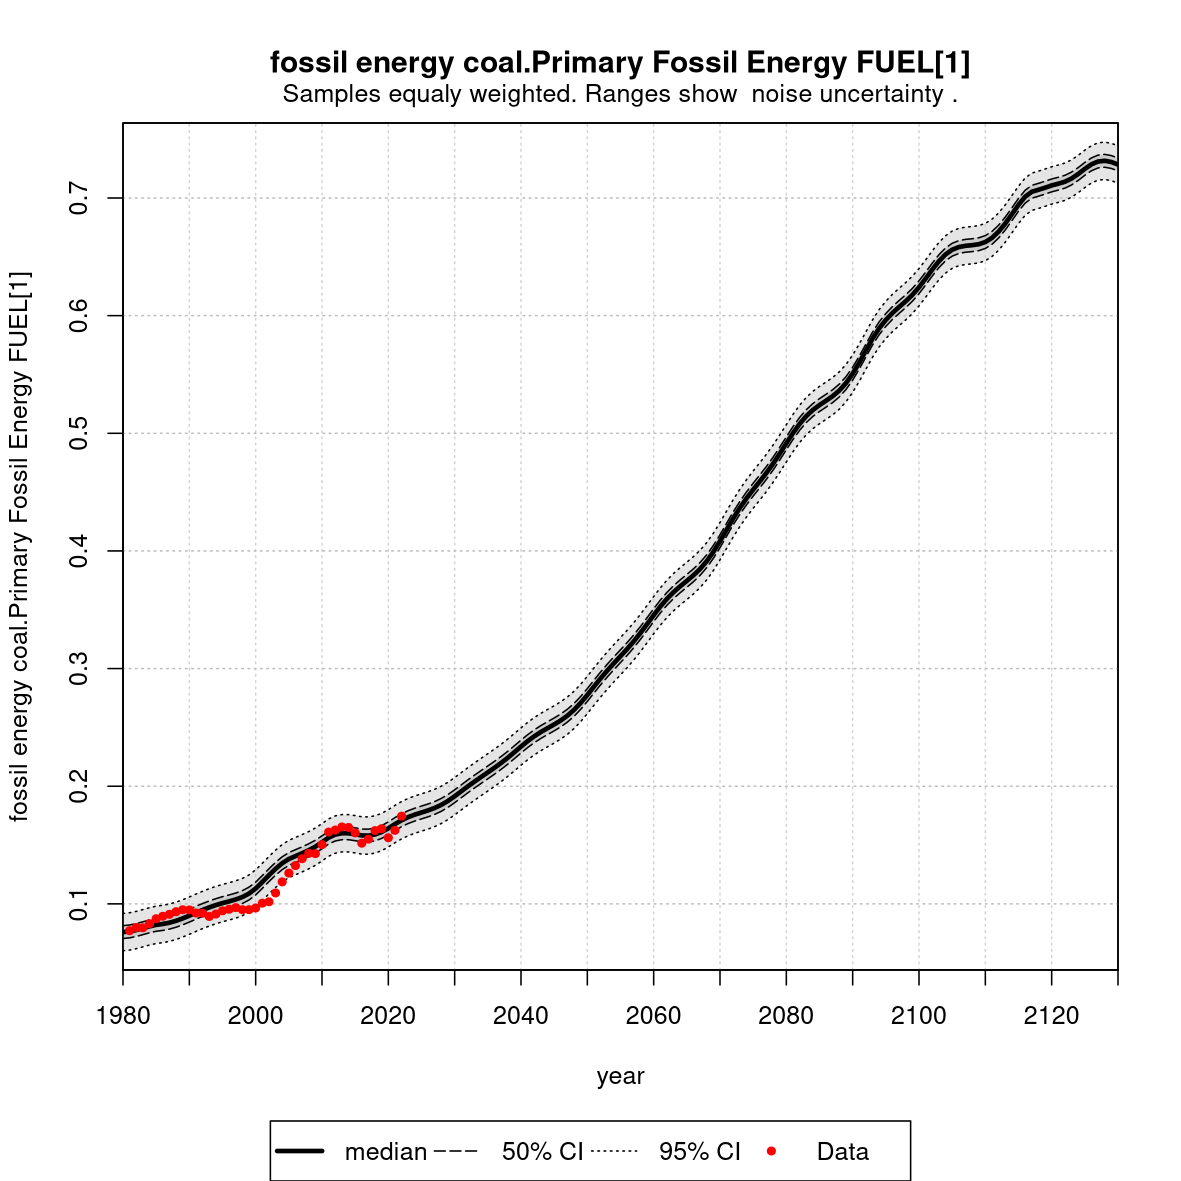 fossil energy coal.Primary Fossil Energy FUEL[1]
Samples equaly weighted. Ranges show  noise uncertainty .
fossil energy coal.Primary Fossil Energy FUEL[1]
0.7
0.6
0.5
0.4
0.3
0.2
0.1
1980 2000 2020 2040 2060 2080 2100 2120
year
median 50% CI 95% CI Data